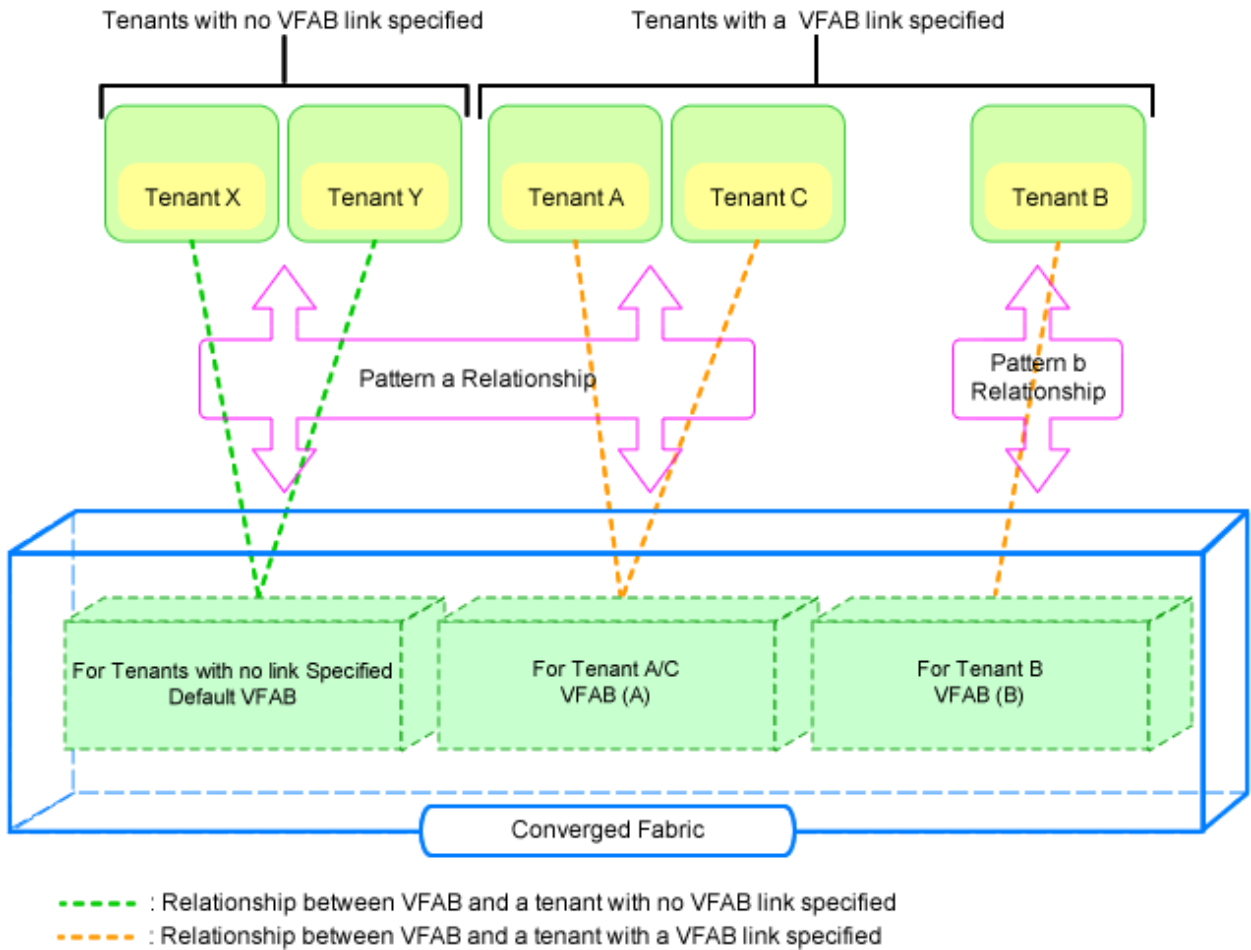 Tenants with no VFAB link specified
Tenants with a VFAB link specified
Tenant X
Tenant Y
Tenant A
Tenant C
Tenant B
Pattern a Relationship
Pattern b
Relationship
For Tenants with no link Specified
Default VFAB
For Tenant A/C
VFAB (A)
For Tenant B
VFAB (B)
Converged Fabric
: Relationship between VFAB and a tenant with no VFAB link specified
: Relationship between VFAB and a tenant with a VFAB link specified